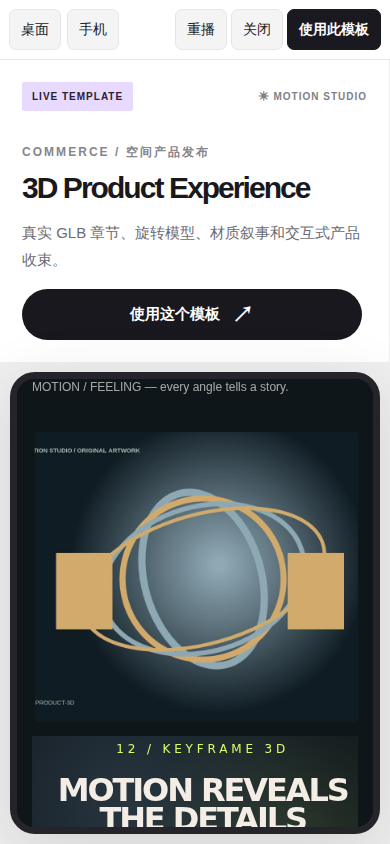 桌面 手机 重播 关闭 使用此模板
LIVE TEMPLATE
☀ MOTION STUDIO
COMMERCE / 空间产品发布
3D Product Experience
真实 GLB 章节、旋转模型、材质叙事和交互式产品
收束。
使用这个模板 ↗
MOTION / FEELING — every angle tells a story.
TION STUDIO / ORIGINAL ARTWORK
PRODUCT-3D
12 / KEYFRAME 3D
MOTION REVEALS
THE DETAILS